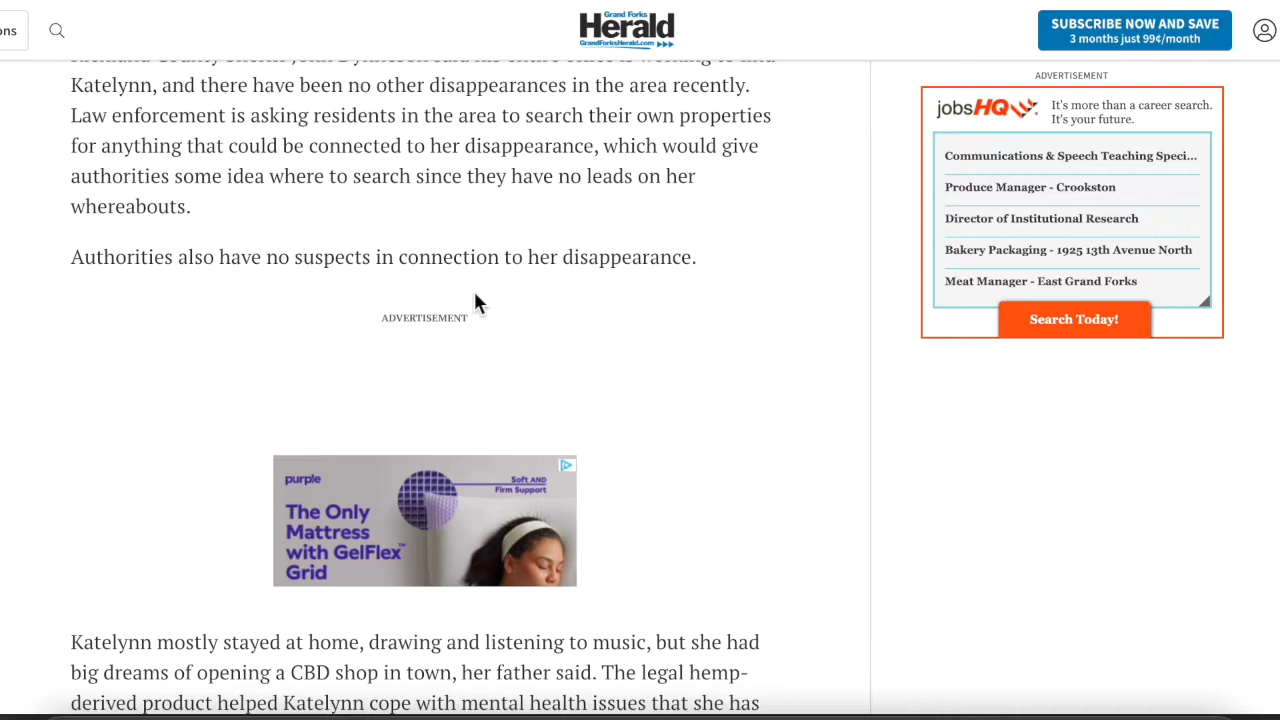 ons
Grand Forks
Herald
GrandForksHerald.com
SUBSCRIBE NOW AND SAVE
3 months just 99¢/month
Katelynn, and there have been no other disappearances in the area recently.
Law enforcement is asking residents in the area to search their own properties
for anything that could be connected to her disappearance, which would give
authorities some idea where to search since they have no leads on her
whereabouts.
Authorities also have no suspects in connection to her disappearance.
ADVERTISEMENT
purple
Soft AND
Firm Support
The Only
Mattress
with GelFlex™
Grid
Katelynn mostly stayed at home, drawing and listening to music, but she had
big dreams of opening a CBD shop in town, her father said. The legal hemp-
derived product helped Katelynn cope with mental health issues that she has
ADVERTISEMENT
jobsHQ
It's more than a career search.
It's your future.
Communications & Speech Teaching Speci...
Produce Manager - Crookston
Director of Institutional Research
Bakery Packaging - 1925 13th Avenue North
Meat Manager - East Grand Forks
Search Today!